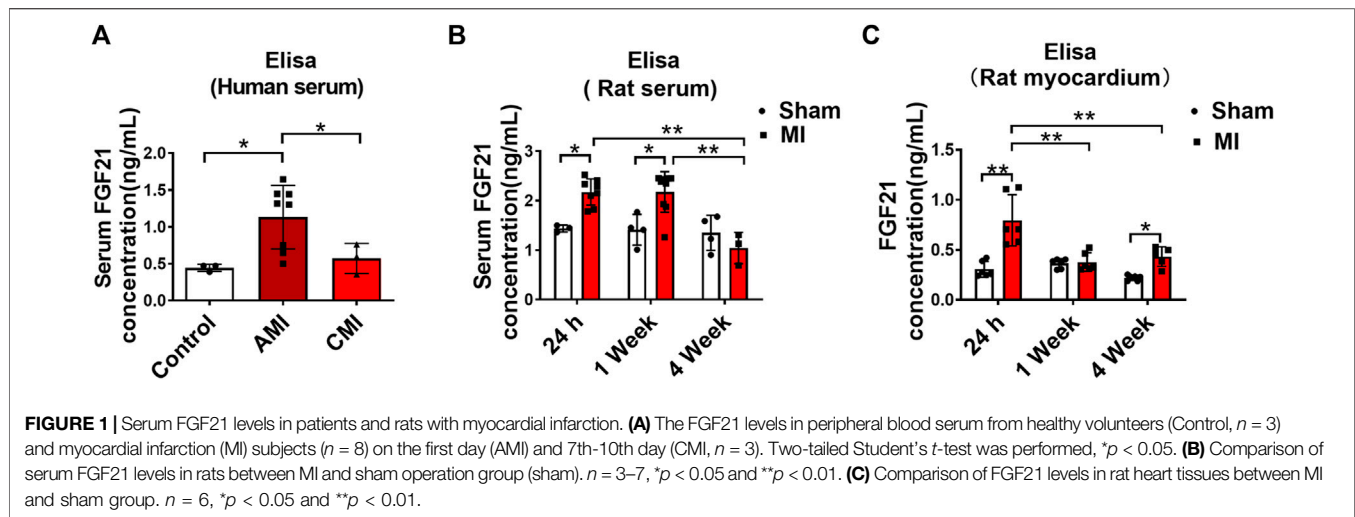 A
Elisa
(Human serum)
Serum FGF21
concentration(ng/mL)
2.0
1.5
1.0
0.5
0.0
*
*
Control
AMI
CMI
B
Elisa
( Rat serum)
Serum FGF21
concentration(ng/mL)
3
2
1
0
Sham
MI
**
*
*
**
24 h
1 Week
4 Week
C
Elisa
（Rat myocardium）
FGF21
concentration(ng/mL)
1.5
1.0
0.5
0.0
Sham
MI
**
**
**
*
24 h
1 Week
4 Week
FIGURE 1 | Serum FGF21 levels in patients and rats with myocardial infarction. (A) The FGF21 levels in peripheral blood serum from healthy volunteers (Control, n = 3)
and myocardial infarction (MI) subjects (n = 8) on the first day (AMI) and 7th-10th day (CMI, n = 3). Two-tailed Student's t-test was performed, *p < 0.05. (B) Comparison of
serum FGF21 levels in rats between MI and sham operation group (sham). n = 3–7, *p < 0.05 and **p < 0.01. (C) Comparison of FGF21 levels in rat heart tissues between MI
and sham group. n = 6, *p < 0.05 and **p < 0.01.